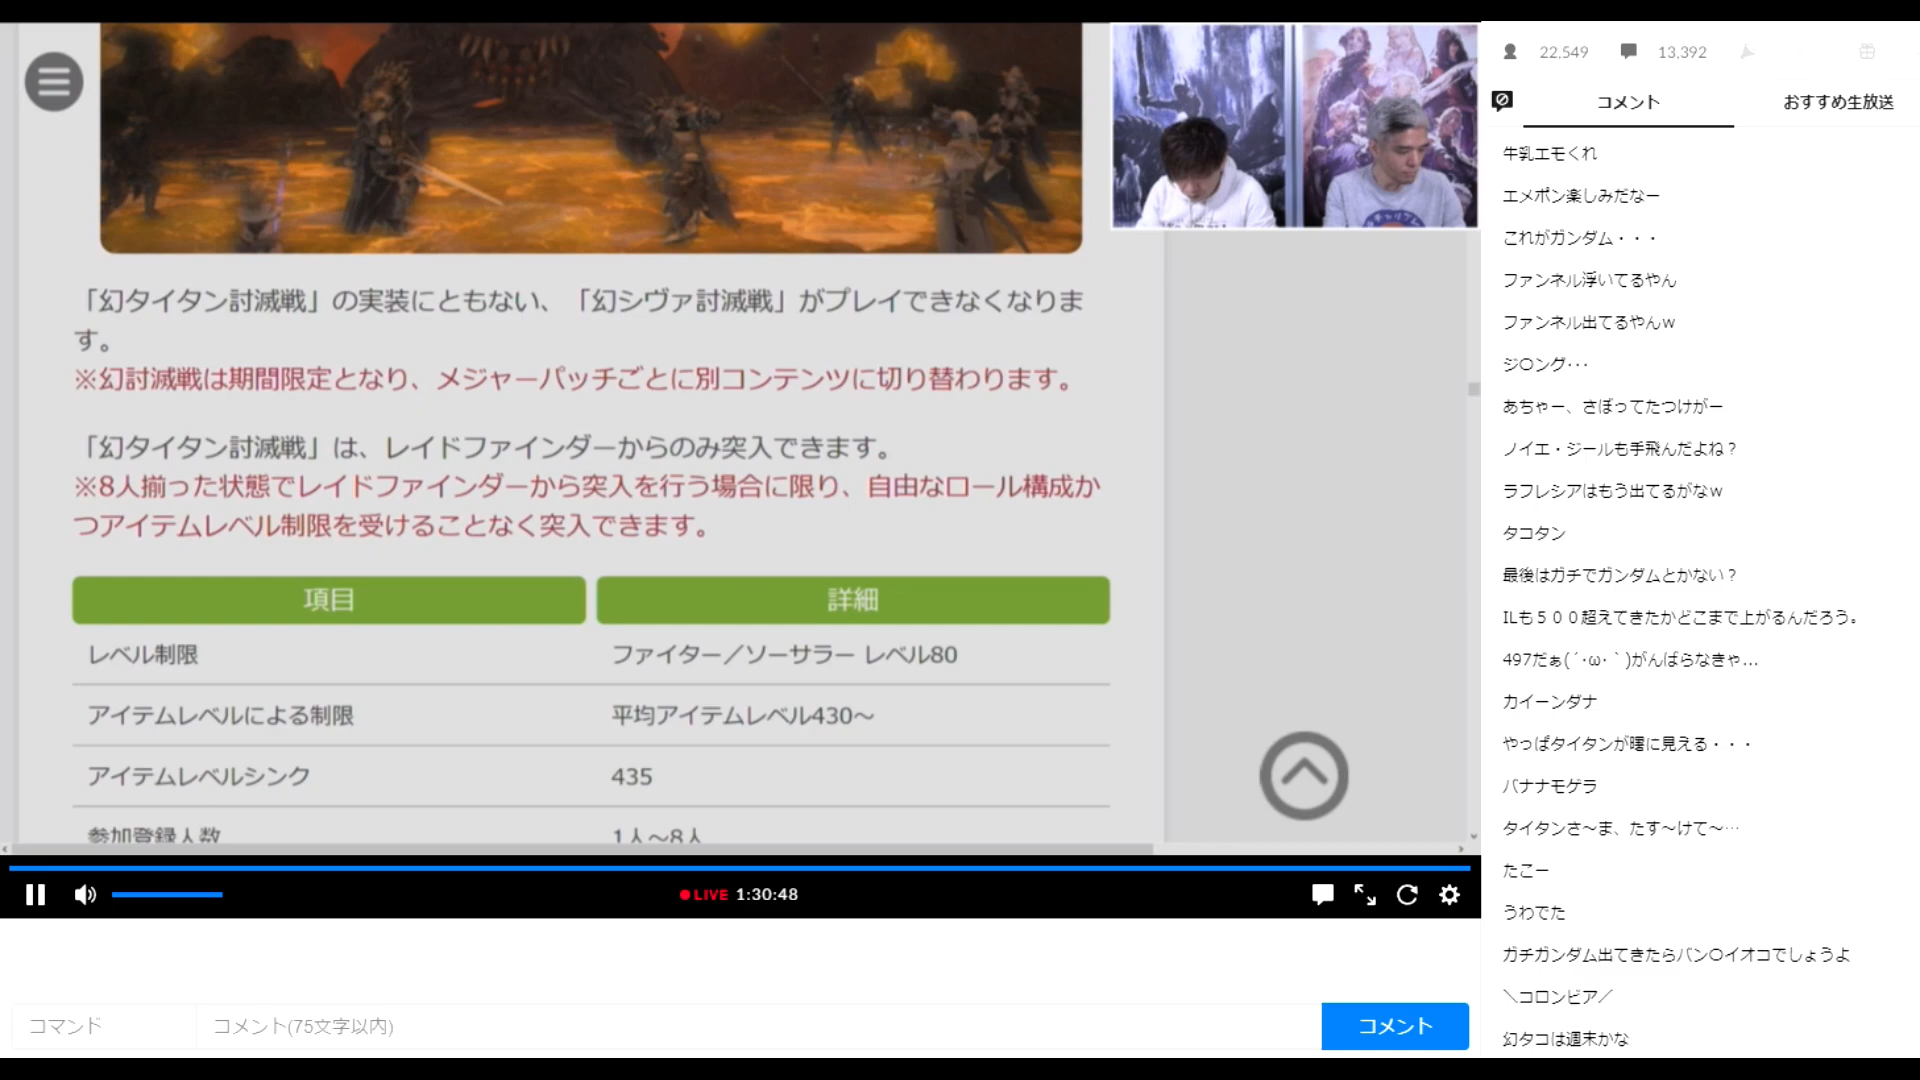 「幻タイタン討滅戦」の実装にともない、「幻シヴァ討滅戦」がプレイできなくなりま
す。
※幻討滅戦は期間限定となり、メジャーパッチごとに別コンテンツに切り替わります。
「幻タイタン討滅戦」は、レイドファインダーからのみ突入できます。
※8人揃った状態でレイドファインダーから突入を行う場合に限り、自由なロール構成か
つアイテムレベル制限を受けることなく突入できます。
項目 詳細
レベル制限 ファイター／ソーサラー レベル80
アイテムレベルによる制限 平均アイテムレベル430～
アイテムレベルシンク 435
参加登録人数 1人～8人
LIVE 1:30:48
コマンド コメント(75文字以内) コメント
22,549 13,392
コメント おすすめ生放送
牛乳エモくれ
エメポン楽しみだなー
これがガンダム・・・
ファンネル浮いてるやん
ファンネル出てるやんｗ
ジ〇ング･･･
あちゃー、さぼってたつけがー
ノイエ・ジールも手飛んだよね？
ラフレシアはもう出てるがなｗ
タコタン
最後はガチでガンダムとかない？
ILも５００超えてきたかどこまで上がるんだろう。
497だぁ(´･ω･｀)がんばらなきゃ…
カイーンダナ
やっぱタイタンが曙に見える・・・
バナナモゲラ
タイタンさ～ま、たす～けて～…
たこー
うわでた
ガチガンダム出てきたらバン〇イオコでしょうよ
＼コロンビア／
幻タコは週末かな